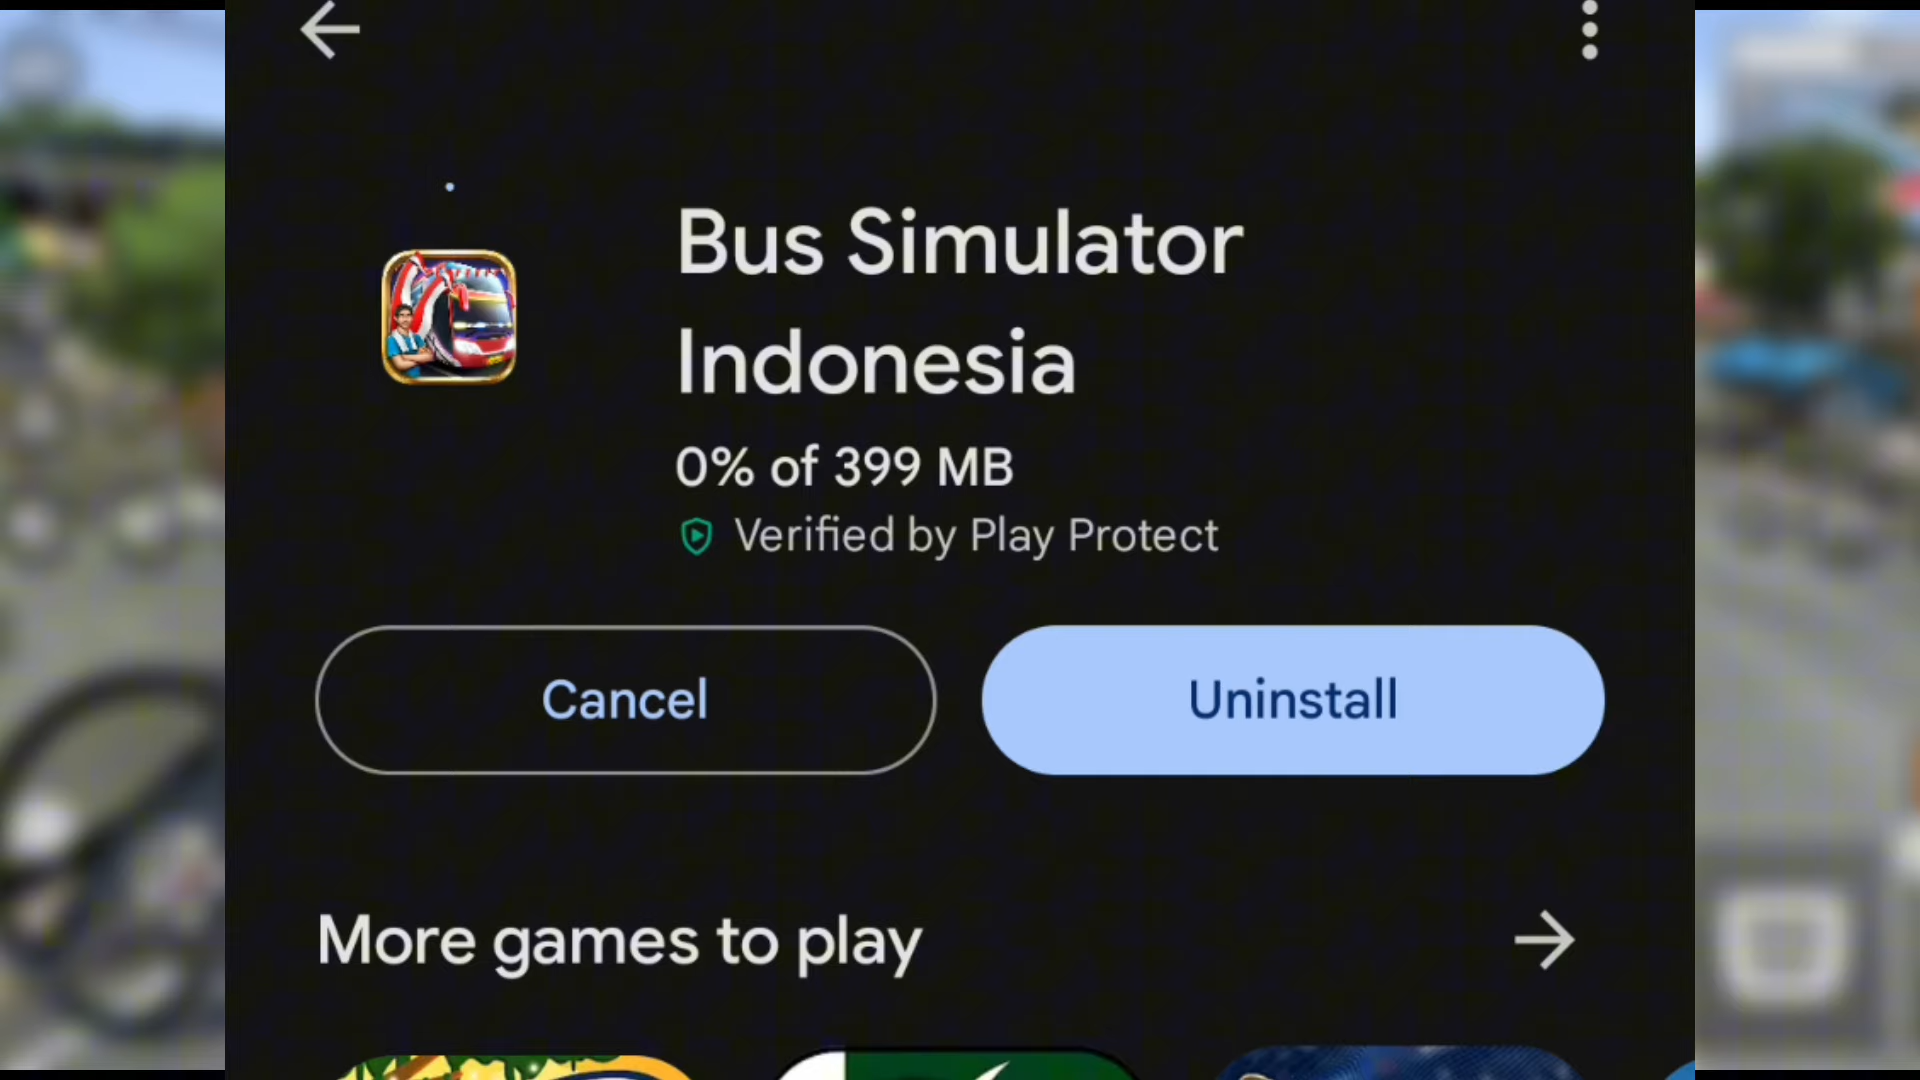 Bus Simulator
Indonesia
0% of 399 MB
Verified by Play Protect
Cancel
Uninstall
More games to play